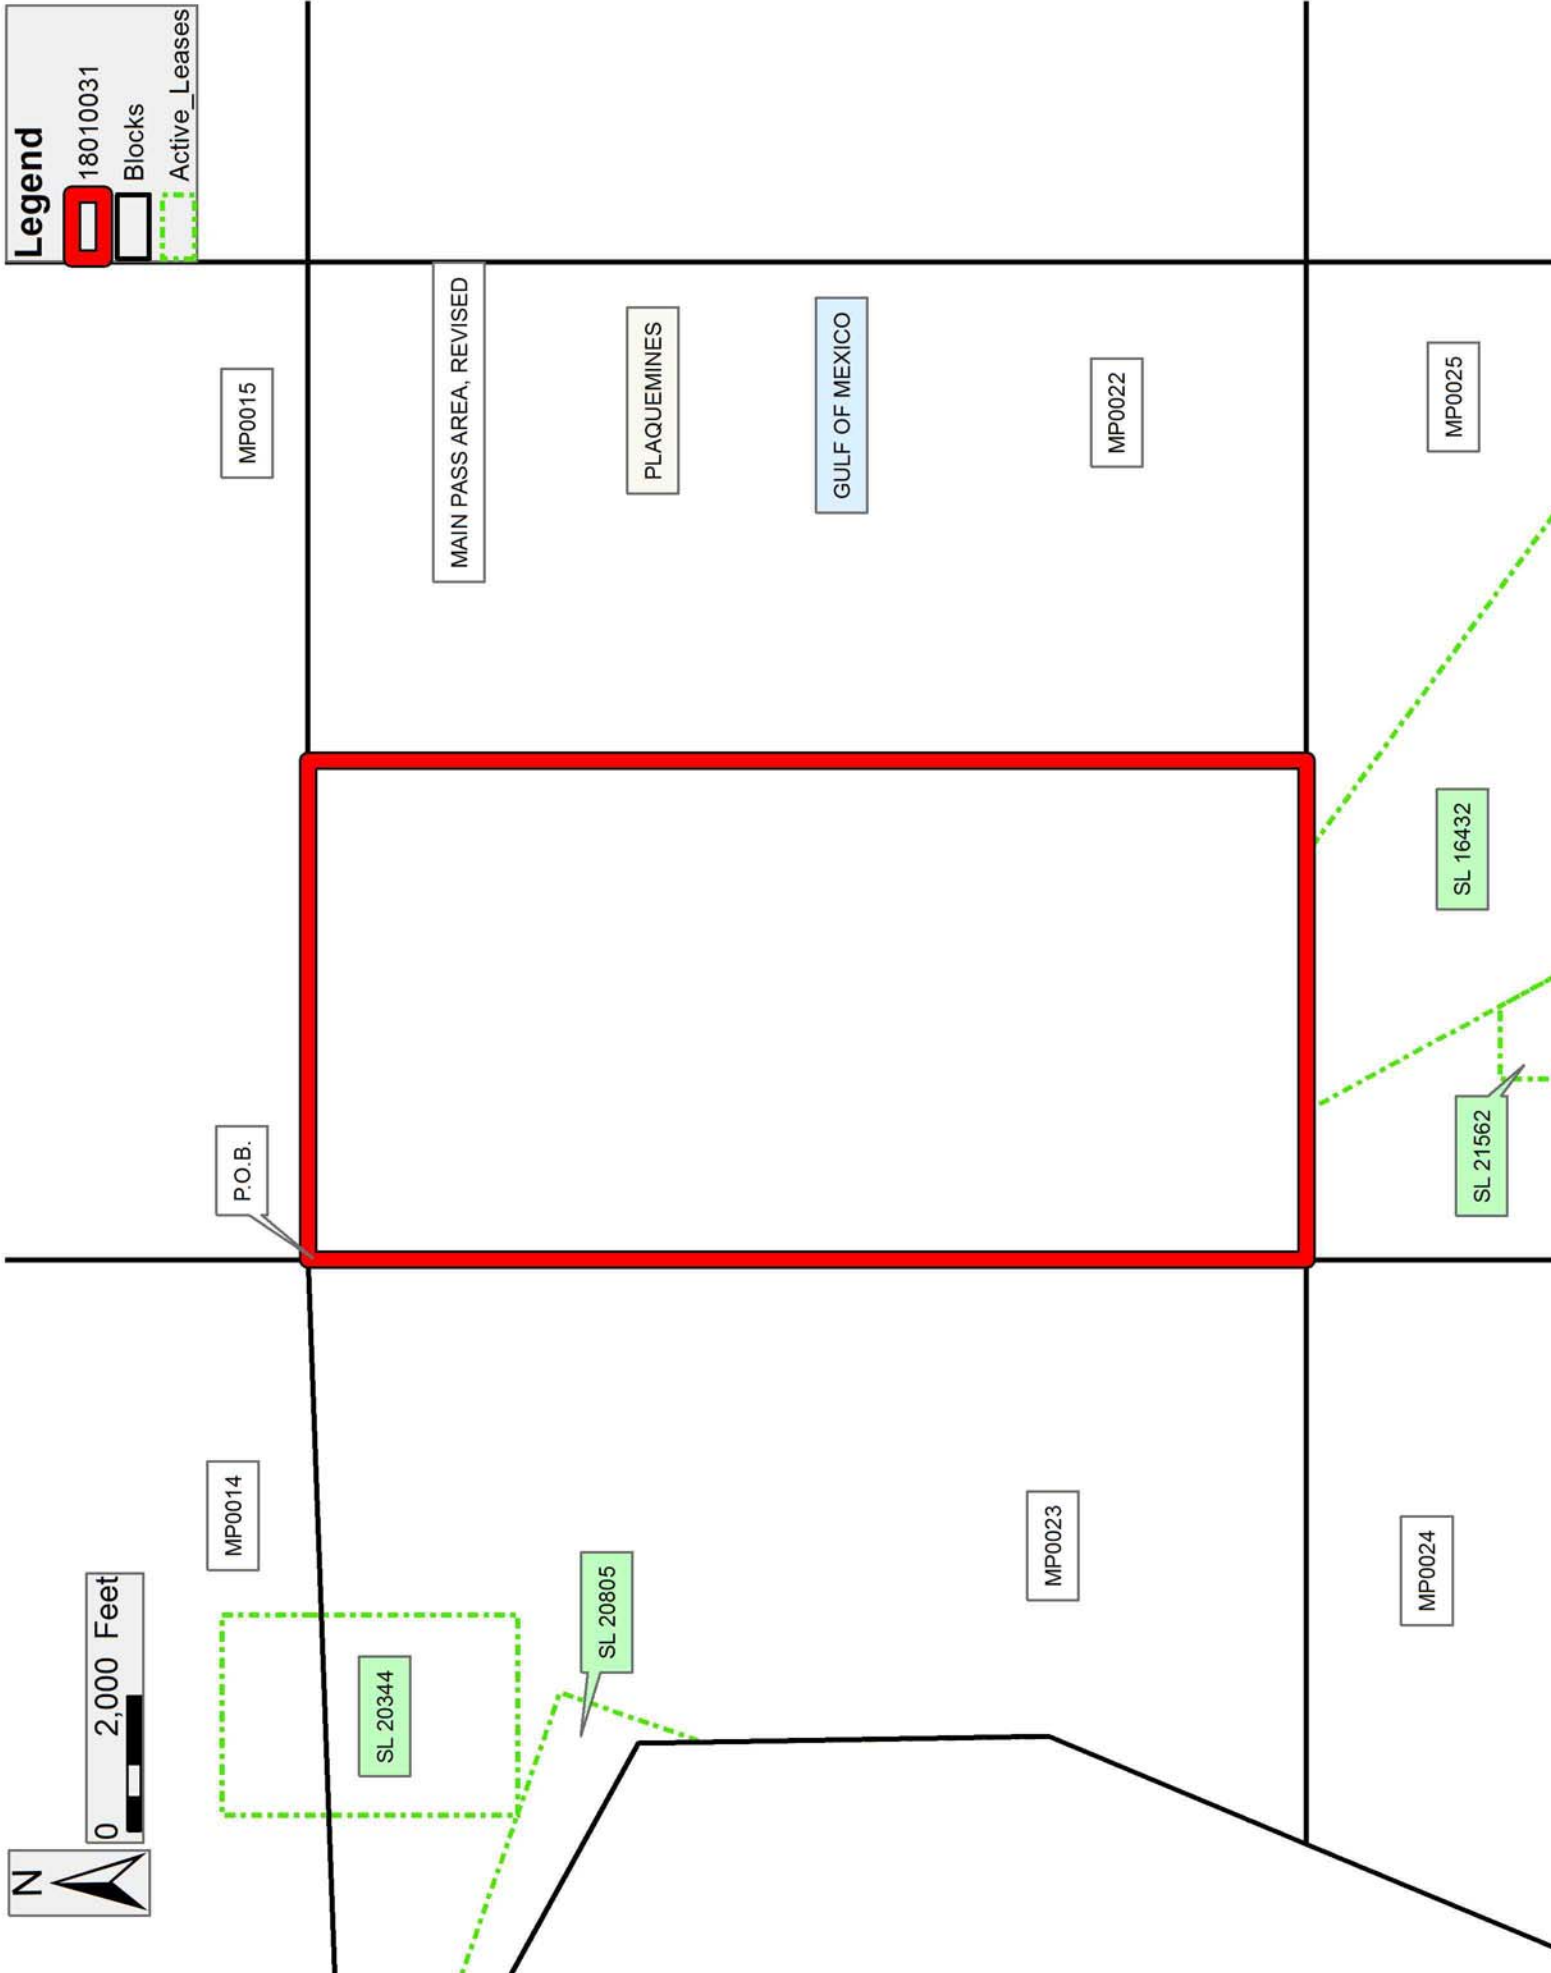 N
0 2,000 Feet
Legend
18010031
Blocks
Active_Leases
MP0014
P.O.B.
MP0015
SL 20344
MAIN PASS AREA, REVISED
SL 20805
PLAQUEMINES
GULF OF MEXICO
MP0023
MP0022
MP0024
SL 21562
SL 16432
MP0025